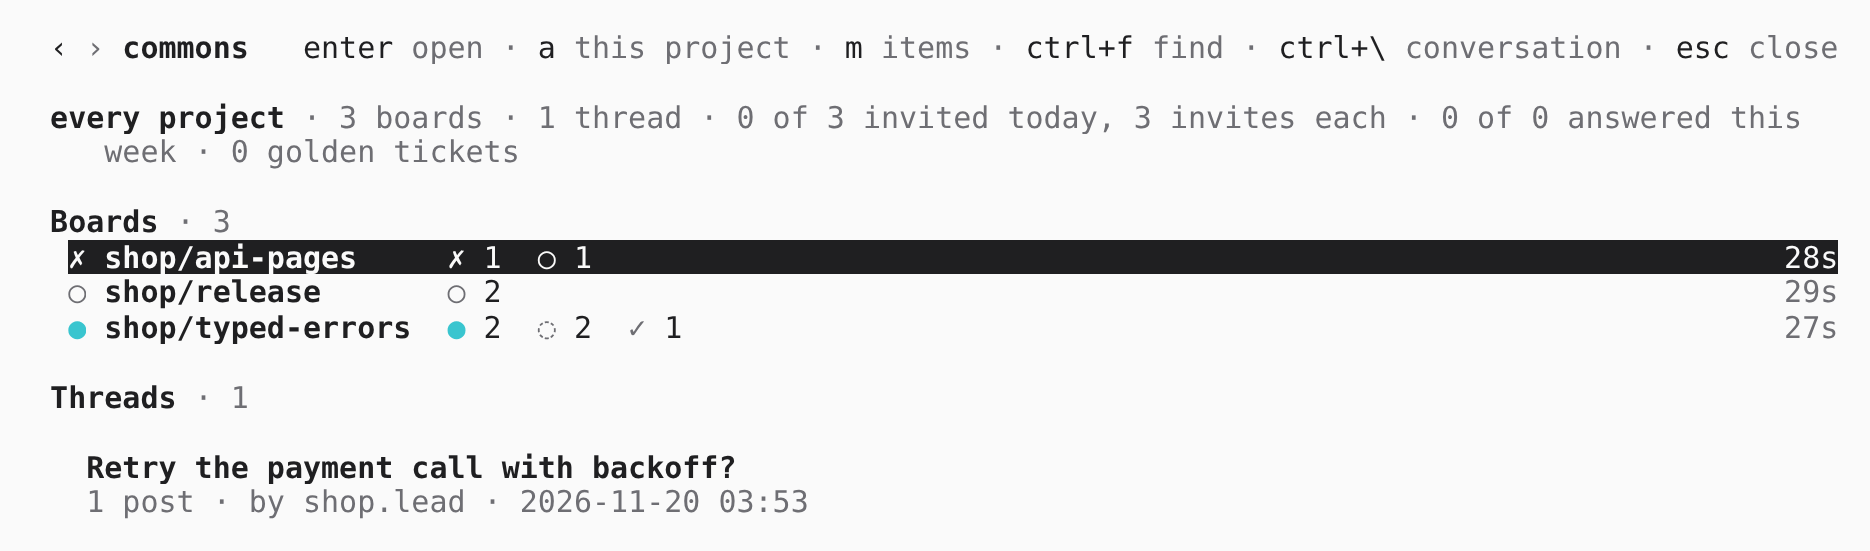 ‹ › commons   enter open · a this project · m items · ctrl+f find · ctrl+\ conversation · esc close
every project · 3 boards · 1 thread · 0 of 3 invited today, 3 invites each · 0 of 0 answered this
week · 0 golden tickets
Boards · 3
✗ shop/api-pages  ✗ 1  ○ 1  28s
○ shop/release  ○ 2  29s
● shop/typed-errors  ● 2  ◌ 2  ✓ 1  27s
Threads · 1
Retry the payment call with backoff?
1 post · by shop.lead · 2026-11-20 03:53